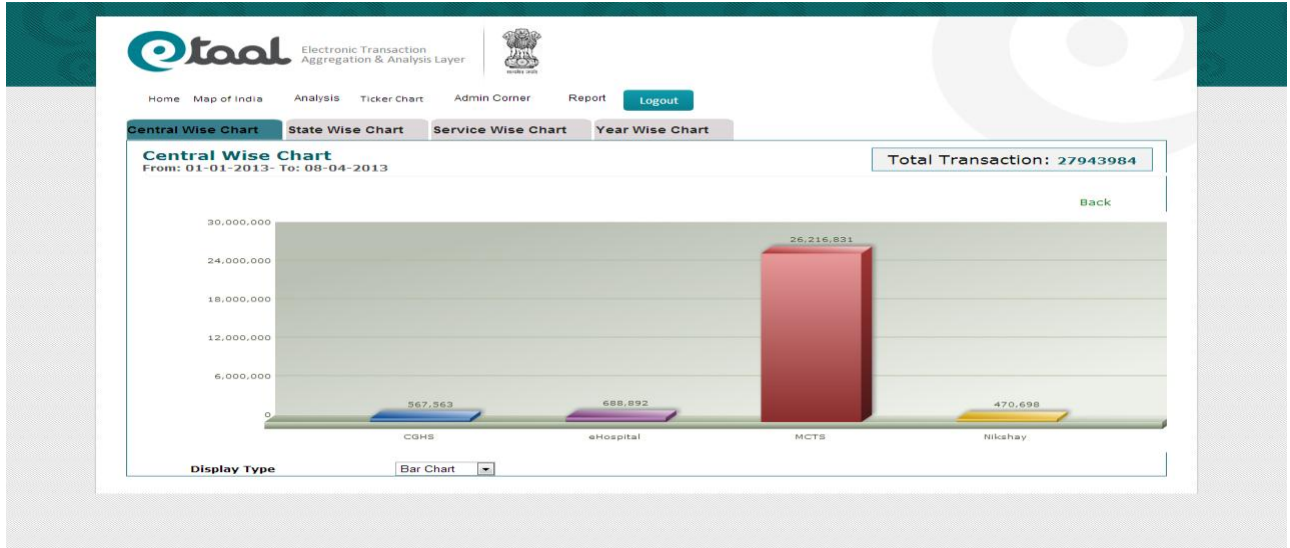 etaal Electronic Transaction
Aggregation & Analysis Layer
Home Map of India Analysis Ticker Chart Admin Corner Report Logout
Central Wise Chart State Wise Chart Service Wise Chart Year Wise Chart
Central Wise Chart
From: 01-01-2013- To: 08-04-2013
Total Transaction: 27943984
Back
30,000,000
26,216,831
24,000,000
18,000,000
12,000,000
6,000,000
567,563 688,892 470,698
0
CGHS eHospital MCTS Nikshay
Display Type Bar Chart